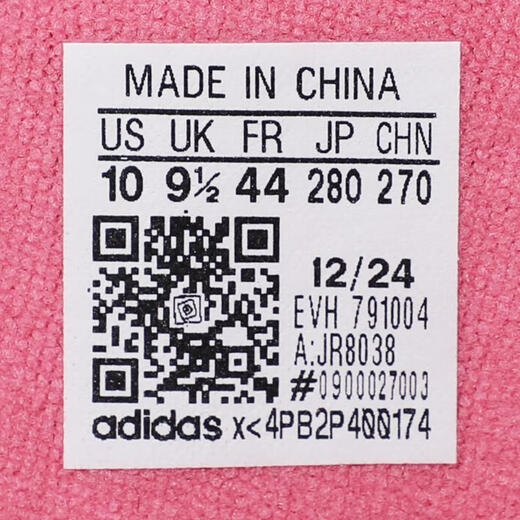 MADE IN CHINA
US UK FR JP CHN
10 9½ 44 280 270
12/24
EVH 791004
A:JR8038
#0900027003
adidas x<4PB2P400174